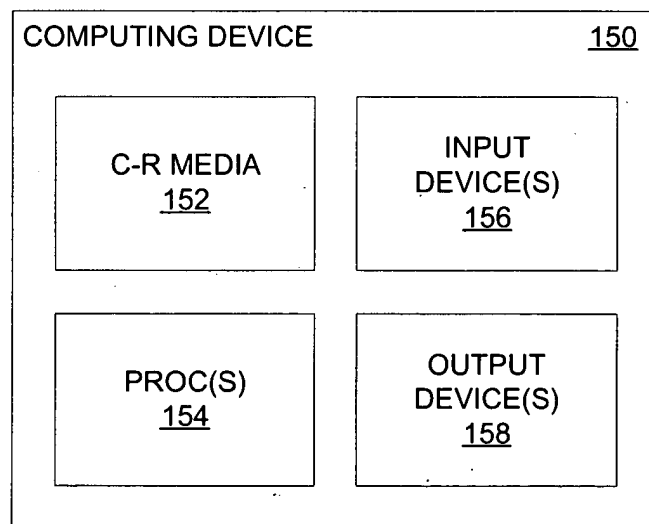 COMPUTING DEVICE 150
C-R MEDIA
152
INPUT
DEVICE(S)
156
PROC(S)
154
OUTPUT
DEVICE(S)
158